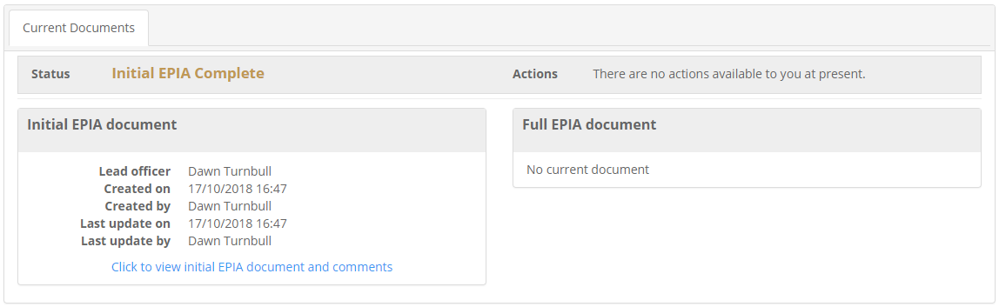 Current Documents
Status Initial EPIA Complete Actions There are no actions available to you at present.
Initial EPIA document
Lead officer Dawn Turnbull
Created on 17/10/2018 16:47
Created by Dawn Turnbull
Last update on 17/10/2018 16:47
Last update by Dawn Turnbull
Click to view initial EPIA document and comments
Full EPIA document
No current document